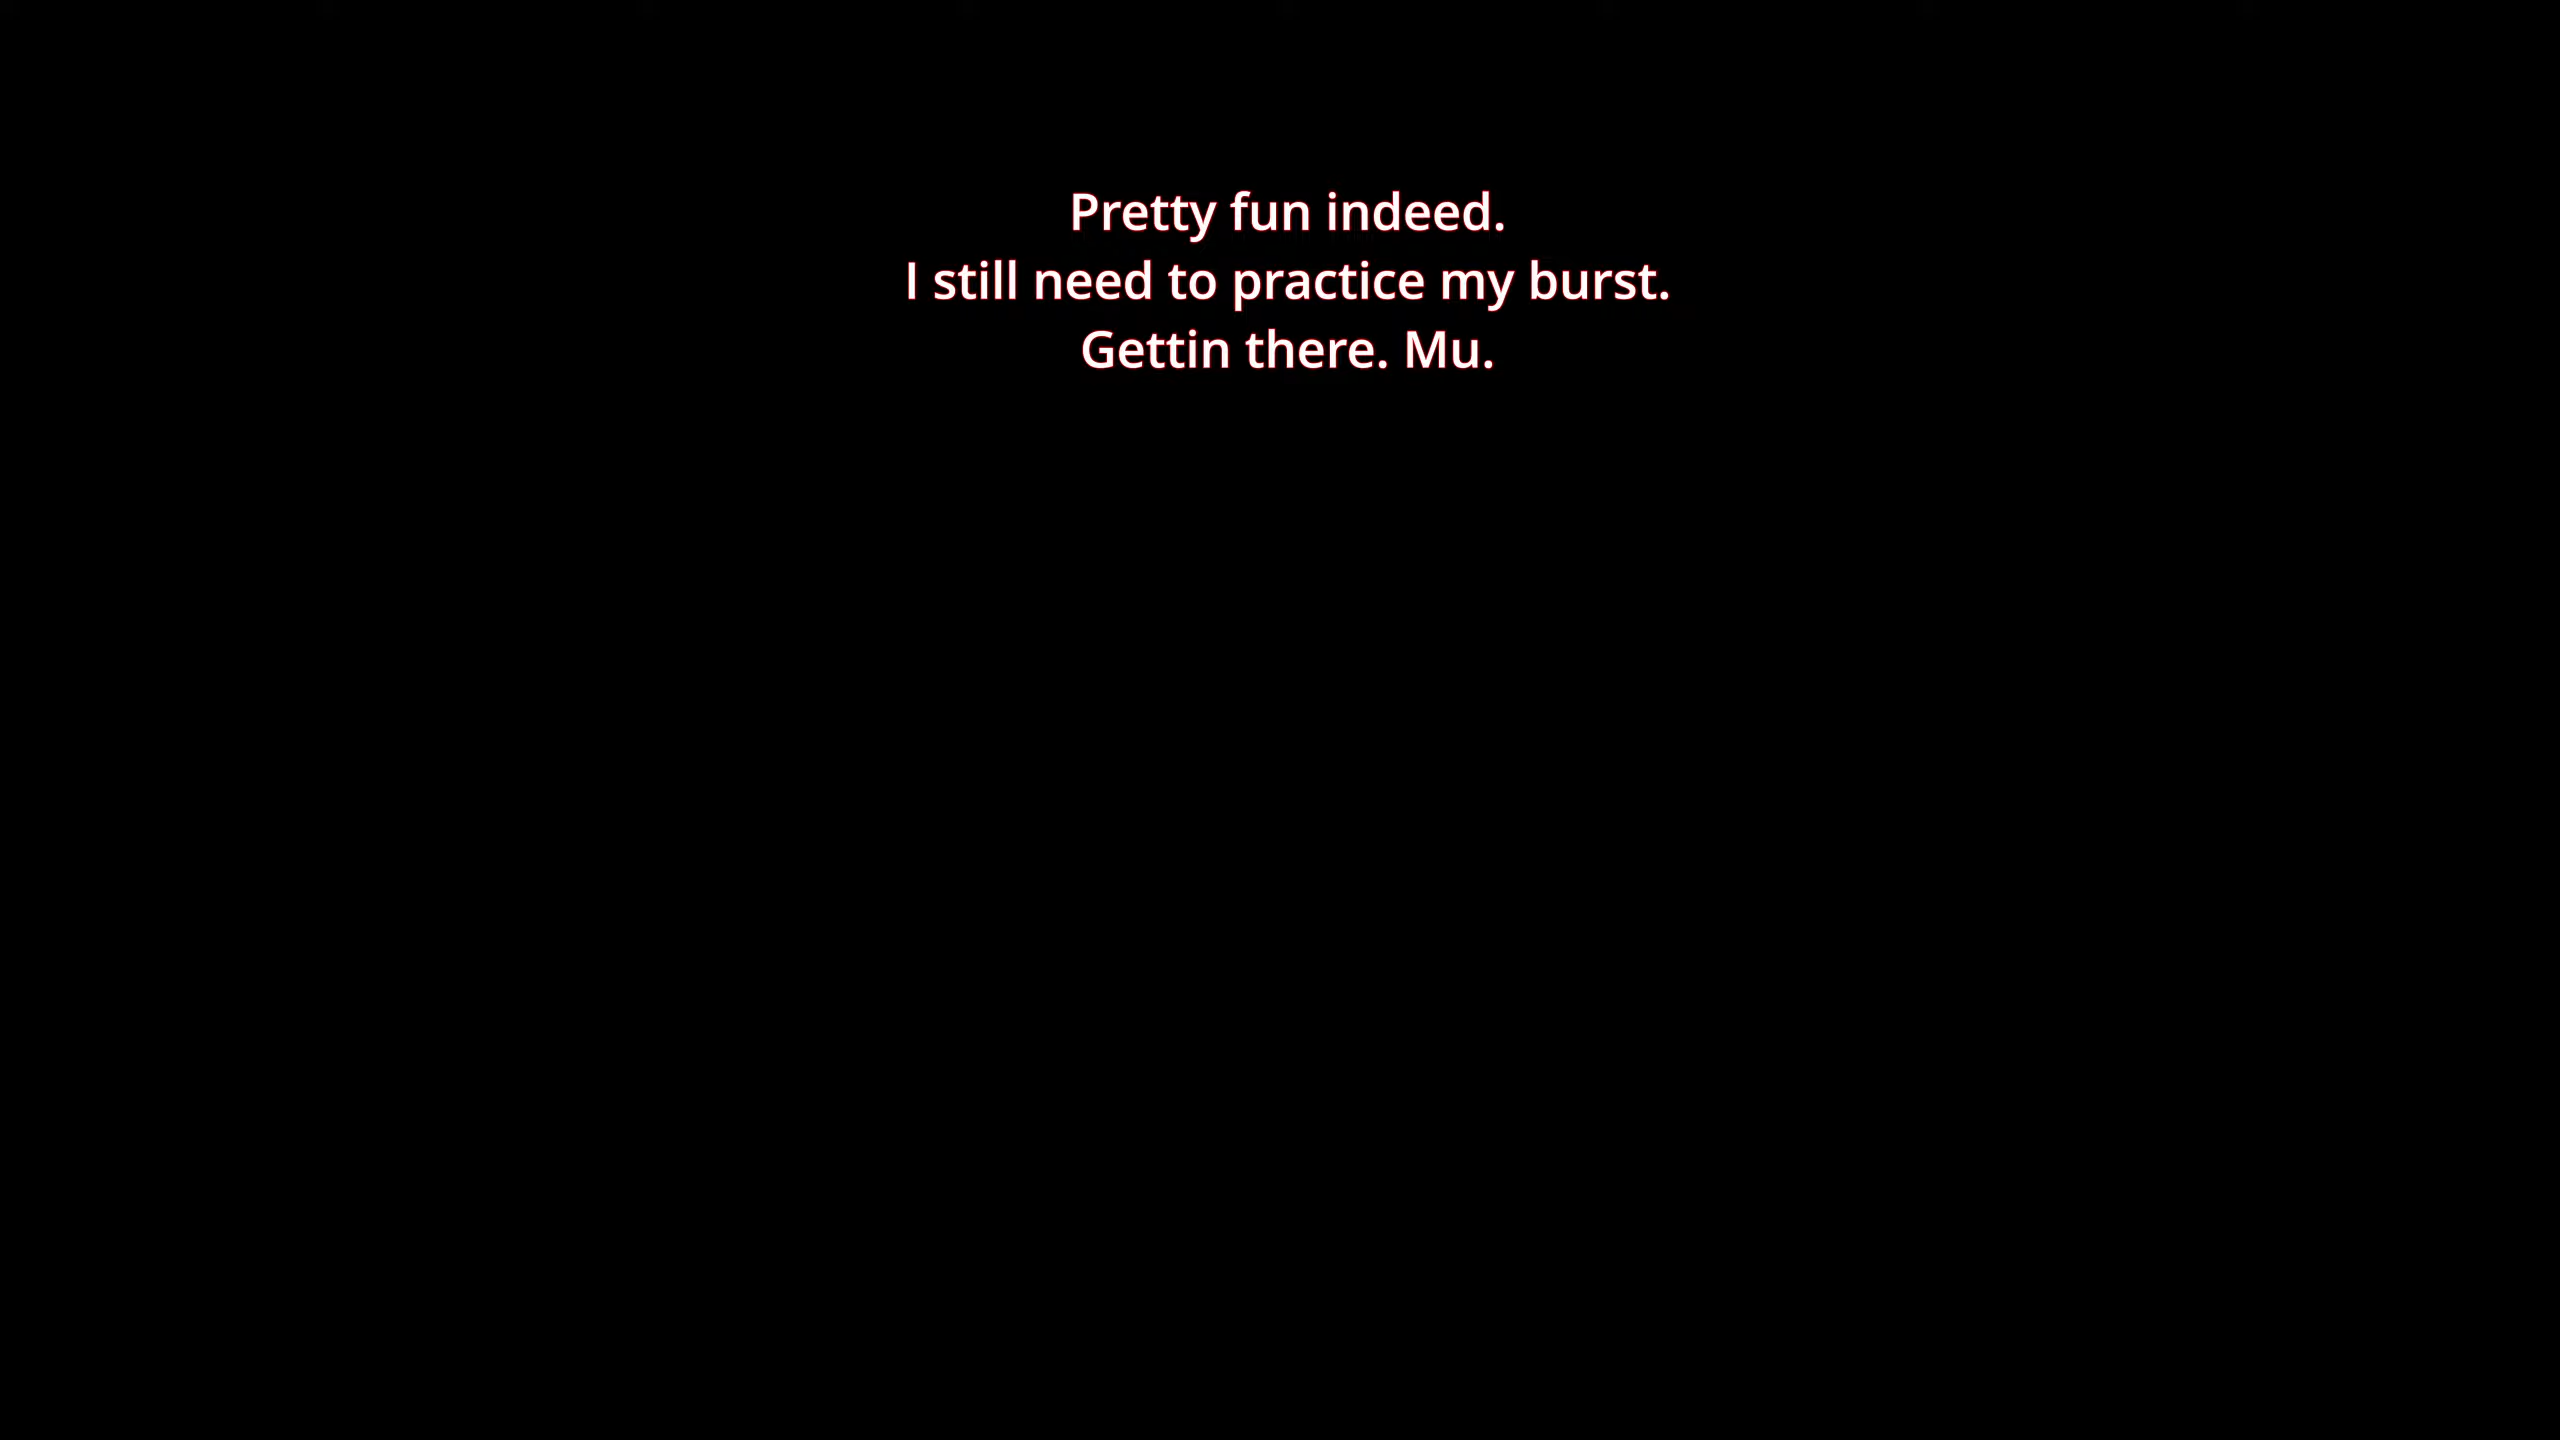 Pretty fun indeed.
I still need to practice my burst.
Gettin there. Mu.